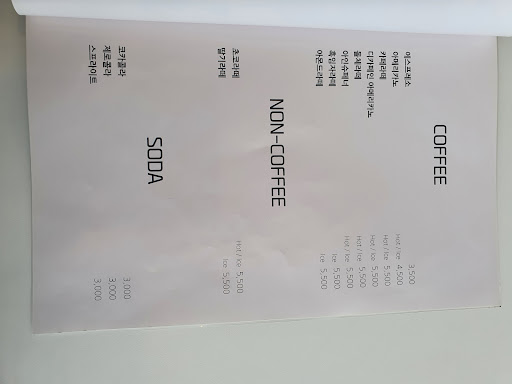 COFFEE
에스프레소 3,500
아메리카노 Hot / Ice 4,500
카페라떼 Hot / Ice 5,500
디카페인 아메리카노 Hot / Ice 5,500
돌체라떼 Hot / Ice 5,500
아인슈페너 Hot / Ice 5,500
흑임자라떼 Ice 5,500
아몬드라떼 Ice 5,500
NON-COFFEE
초코라떼 Hot / Ice 5,500
딸기라떼 Ice 5,500
SODA
코카콜라 3,000
제로콜라 3,000
스프라이트 3,000